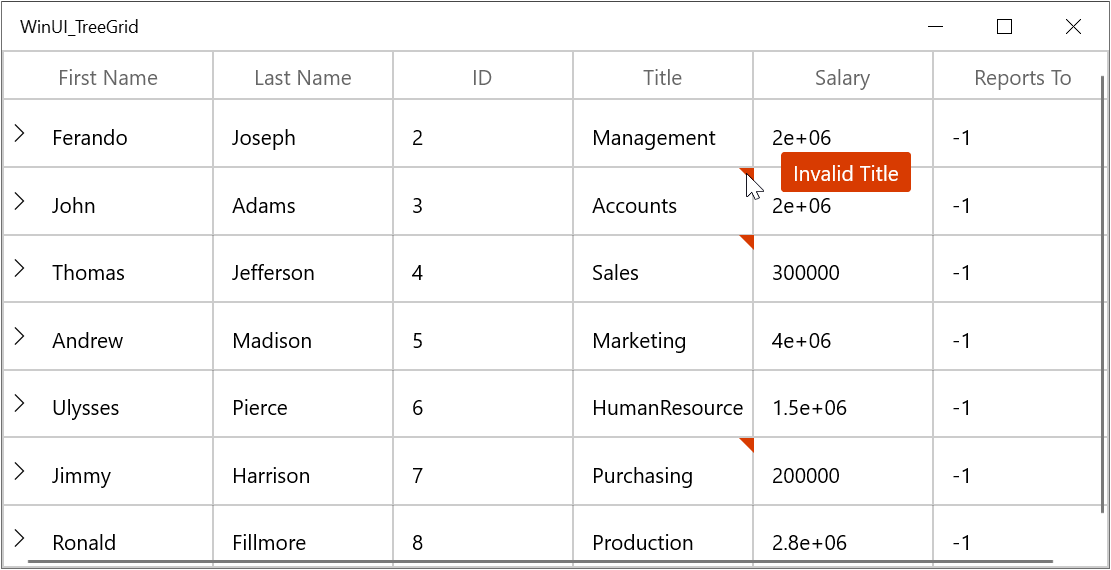 WinUI_TreeGrid
First Name Last Name ID Title Salary Reports To
Ferando Joseph 2 Management 2e+06 -1
Invalid Title
John Adams 3 Accounts 2e+06 -1
Thomas Jefferson 4 Sales 300000 -1
Andrew Madison 5 Marketing 4e+06 -1
Ulysses Pierce 6 HumanResource 1.5e+06 -1
Jimmy Harrison 7 Purchasing 200000 -1
Ronald Fillmore 8 Production 2.8e+06 -1